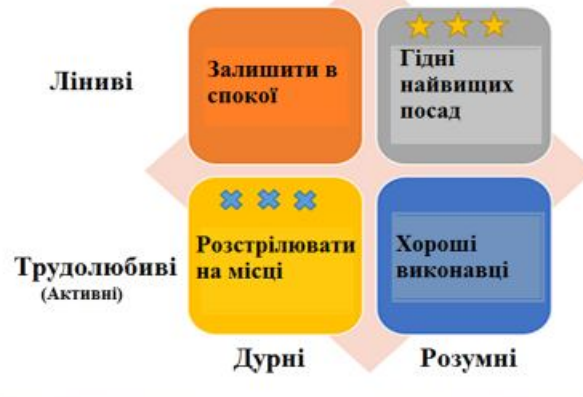 Ліниві
Залишити в
спокої
Гідні
найвищих
посад
Трудолюбиві
(Активні)
Розстрілювати
на місці
Хороші
виконавці
Дурні
Розумні